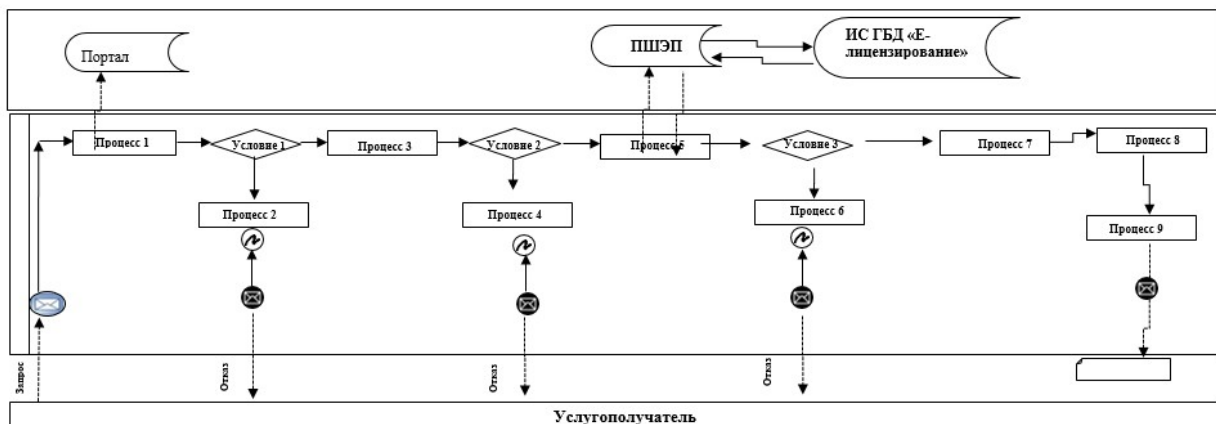 Портал
ПШЭП
ИС ГБД «Е-
лицензирование»
Процесс 1
Условие 1
Процесс 3
Условие 2
Процесс 5
Условие 3
Процесс 7
Процесс 8
Процесс 2
Процесс 4
Процесс 6
Процесс 9
Запрос
Отказ
Отказ
Отказ
Услугополучатель